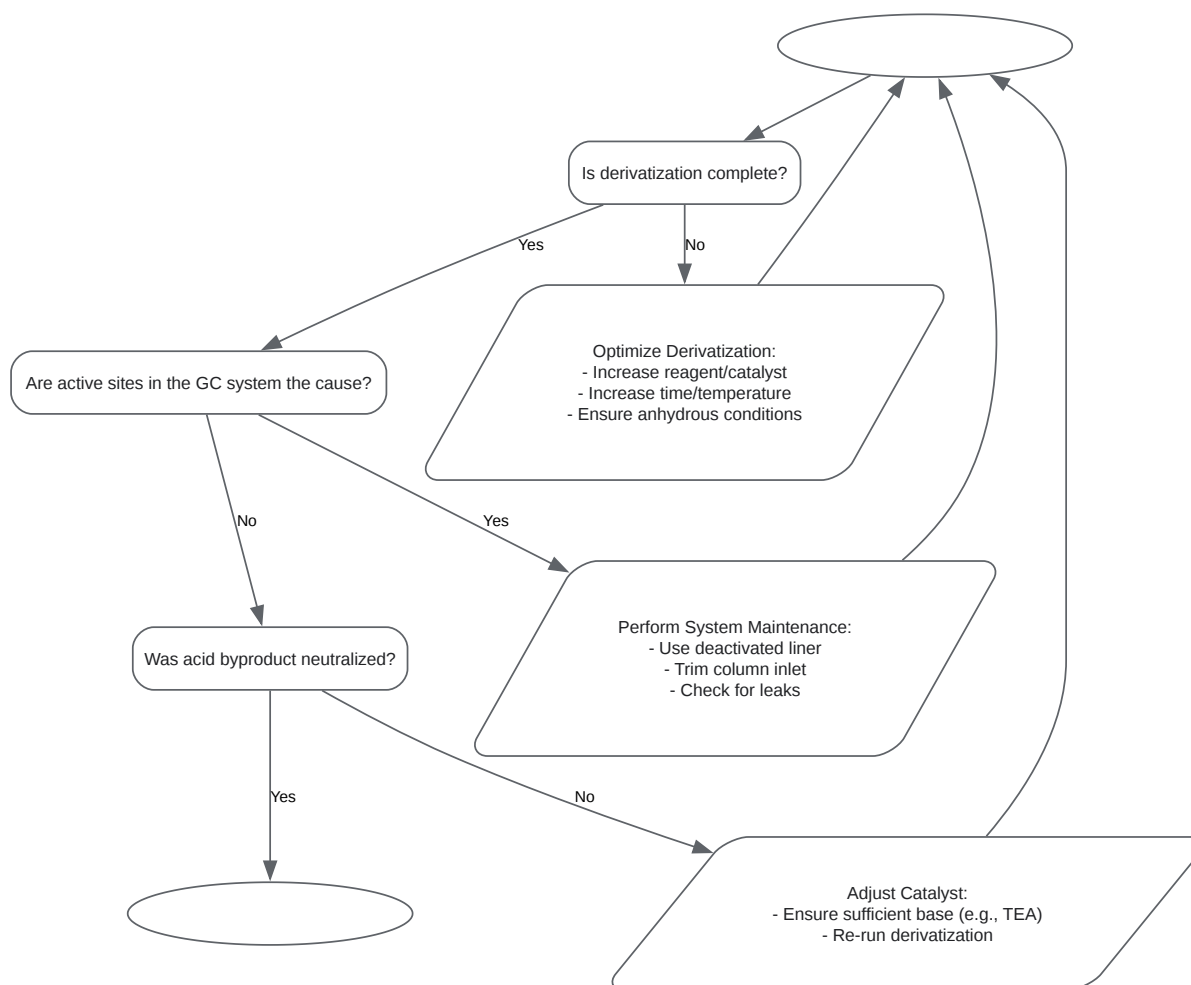 Is derivatization complete?
Yes
No
Optimize Derivatization:
- Increase reagent/catalyst
- Increase time/temperature
- Ensure anhydrous conditions
Are active sites in the GC system the cause?
No
Yes
Perform System Maintenance:
- Use deactivated liner
- Trim column inlet
- Check for leaks
Was acid byproduct neutralized?
Yes
No
Adjust Catalyst:
- Ensure sufficient base (e.g., TEA)
- Re-run derivatization